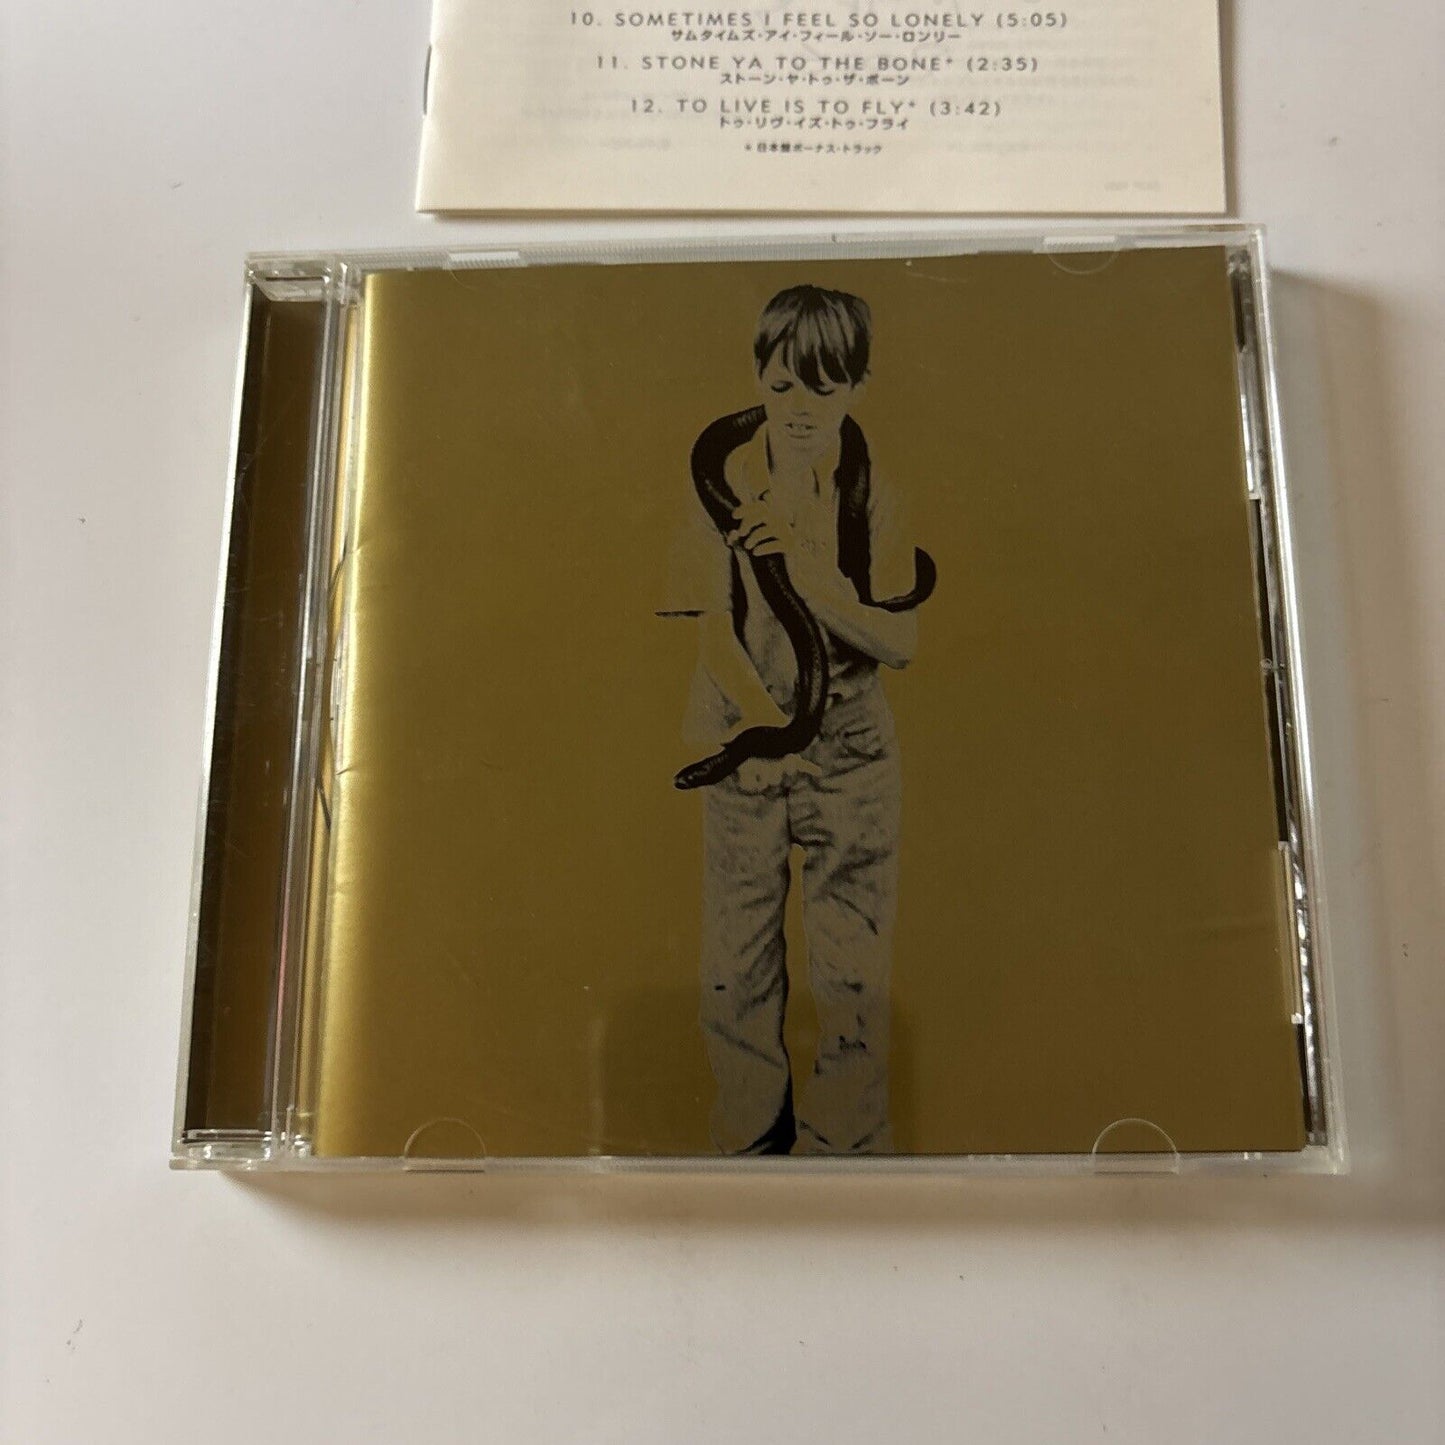 10. SOMETIMES I FEEL SO LONELY (5:05)
サムタイムズ・アイ・フィール・ソー・ロンリー
11. STONE YA TO THE BONE* (2:35)
ストーン・ヤ・トゥ・ザ・ボーン
12. TO LIVE IS TO FLY* (3:42)
トゥ・リヴ・イズ・トゥ・フライ
* 日本盤ボーナス・トラック